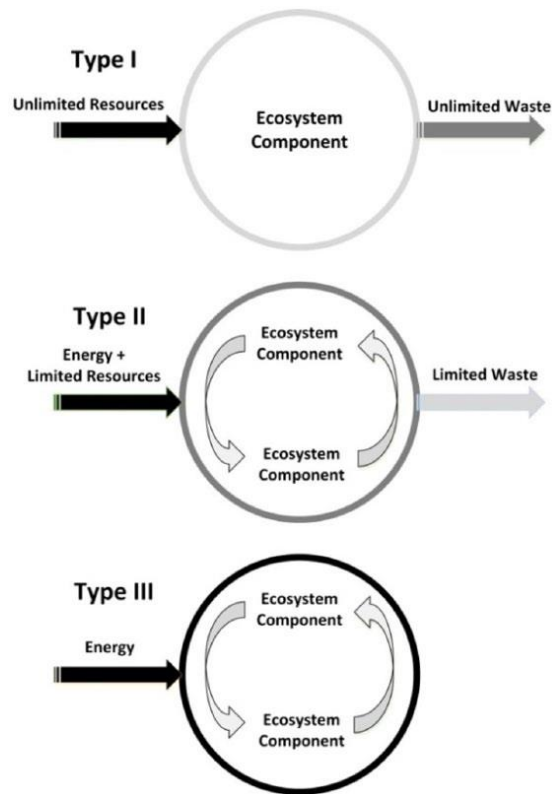 Type I
Unlimited Resources
Ecosystem
Component
Unlimited Waste
Type II
Energy +
Limited Resources
Ecosystem
Component
Ecosystem
Component
Limited Waste
Type III
Energy
Ecosystem
Component
Ecosystem
Component